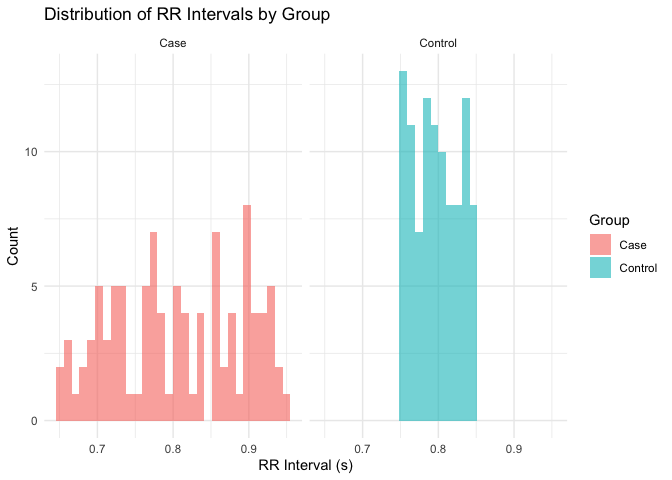 Distribution of RR Intervals by Group
Case
Control
10
5
0
Count
0.7 0.8 0.9
0.7 0.8 0.9
RR Interval (s)
Group
Case
Control